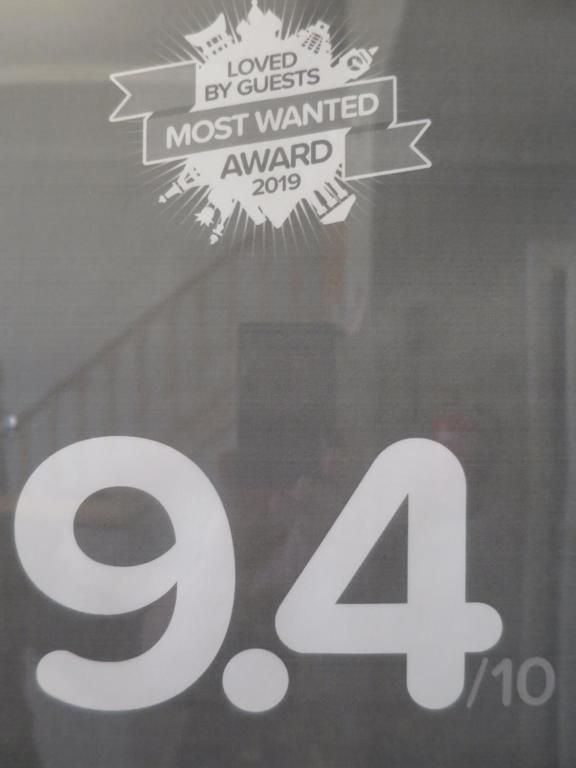 LOVED
BY GUESTS
MOST WANTED
AWARD
2019
9.4/10